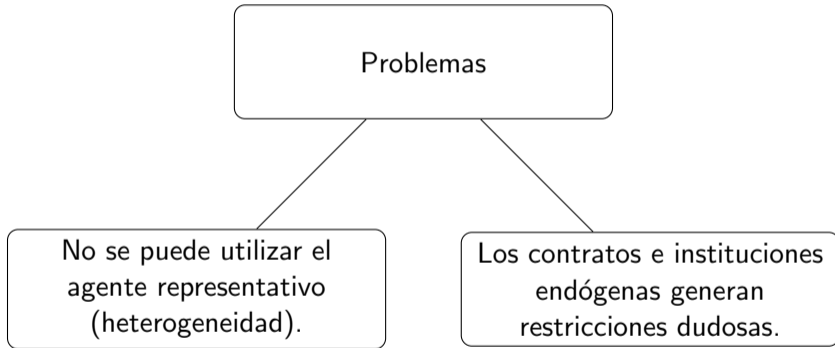 Problemas
No se puede utilizar el
agente representativo
(heterogeneidad).
Los contratos e instituciones
endógenas generan
restricciones dudosas.